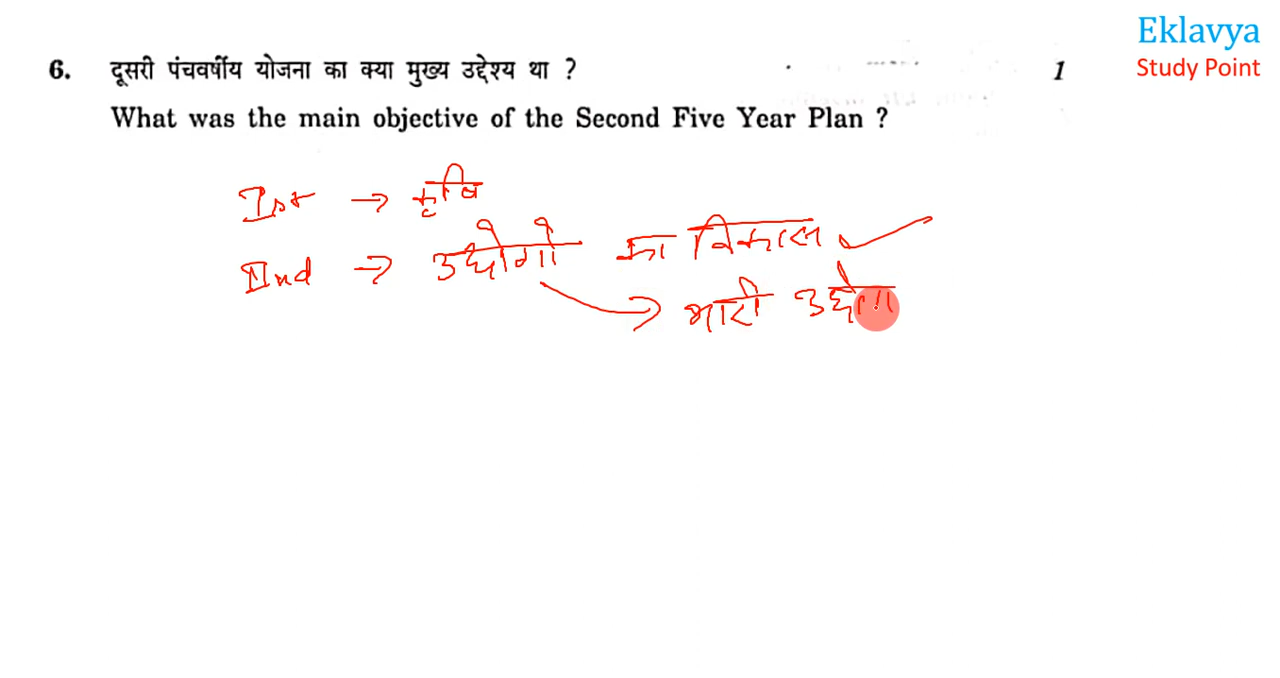 Eklavya
Study Point
6. दूसरी पंचवर्षीय योजना का क्या मुख्य उद्देश्य था ? 1
What was the main objective of the Second Five Year Plan ?
Ist → कृषि
IInd → उद्योगों का विकास ✓
→ भारी उद्योग